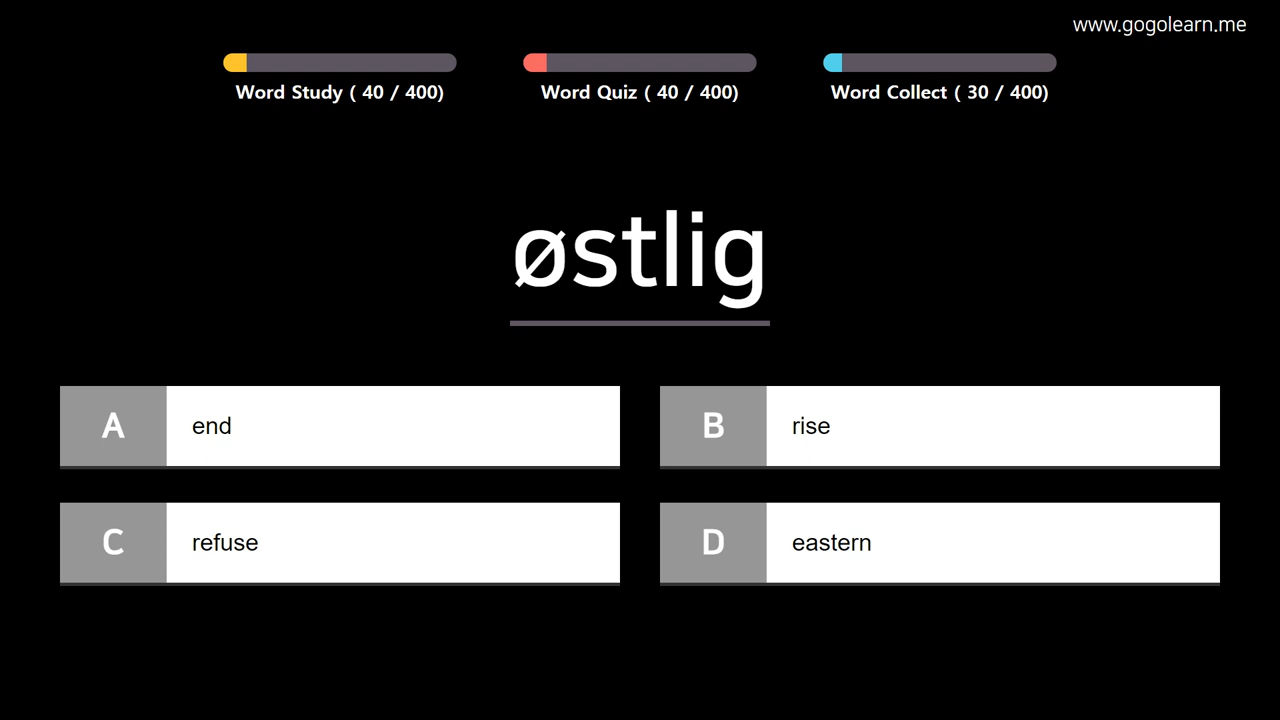 www.gogolearn.me
Word Study ( 40 / 400)
Word Quiz ( 40 / 400)
Word Collect ( 30 / 400)
østlig
A end
B rise
C refuse
D eastern